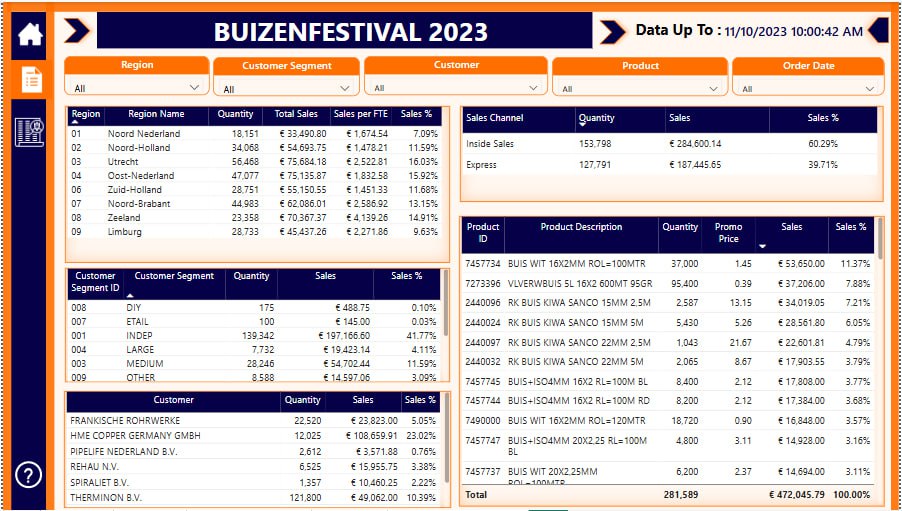 BUIZENFESTIVAL 2023
Data Up To : 11/10/2023 10:00:42 AM
Region Customer Segment Customer Product Order Date
All All All All All
Region Region Name Quantity Total Sales Sales per FTE Sales %
01 Noord Nederland 18,151 € 33,490.80 € 1,674.54 7.09%
02 Noord-Holland 34,068 € 54,693.75 € 1,478.21 11.59%
03 Utrecht 56,468 € 75,684.18 € 2,522.81 16.03%
04 Oost-Nederland 47,077 € 75,135.87 € 1,832.58 15.92%
06 Zuid-Holland 28,751 € 55,150.55 € 1,451.33 11.68%
07 Noord-Brabant 44,983 € 62,086.01 € 2,586.92 13.15%
08 Zeeland 23,358 € 70,367.37 € 4,139.26 14.91%
09 Limburg 28,733 € 45,437.26 € 2,271.86 9.63%
Sales Channel Quantity Sales Sales %
Inside Sales 153,798 € 284,600.14 60.29%
Express 127,791 € 187,445.65 39.71%
Customer Segment ID Customer Segment Quantity Sales Sales %
008 DIY 175 € 488.75 0.10%
007 ETAIL 100 € 145.00 0.03%
001 INDEP 139,342 € 197,166.60 41.77%
004 LARGE 7,732 € 19,423.14 4.11%
003 MEDIUM 28,246 € 54,702.44 11.59%
009 OTHER 8,588 € 14,597.06 3.09%
Customer Quantity Sales Sales %
FRANKISCHE ROHRWERKE 22,520 € 23,823.00 5.05%
HME COPPER GERMANY GMBH 12,025 € 108,659.91 23.02%
PIPELIFE NEDERLAND B.V. 2,612 € 3,571.88 0.76%
REHAU N.V. 6,525 € 15,955.75 3.38%
SPIRALIET B.V. 1,357 € 10,460.25 2.22%
THERMINON B.V. 121,800 € 49,062.00 10.39%
Product ID Product Description Quantity Promo Price Sales Sales %
7457734 BUIS WIT 16X2MM ROL=100MTR 37,000 1.45 € 53,650.00 11.37%
7273396 VLVERWBUIS 5L 16X2 600MT 95GR 95,400 0.39 € 37,206.00 7.88%
2440096 RK BUIS KIWA SANCO 15MM 2,5M 2,587 13.15 € 34,019.05 7.21%
2440024 RK BUIS KIWA SANCO 15MM 5M 5,430 5.26 € 28,561.80 6.05%
2440097 RK BUIS KIWA SANCO 22MM 2,5M 1,043 21.67 € 22,601.81 4.79%
2440032 RK BUIS KIWA SANCO 22MM 5M 2,065 8.67 € 17,903.55 3.79%
7457745 BUIS+ISO4MM 16X2 RL=100M BL 8,400 2.12 € 17,808.00 3.77%
7457744 BUIS+ISO4MM 16X2 RL=100M RD 8,200 2.12 € 17,384.00 3.68%
7490000 BUIS WIT 16X2MM ROL=120MTR 18,720 0.90 € 16,848.00 3.57%
7457747 BUIS+ISO4MM 20X2,25 RL=100M BL 4,800 3.11 € 14,928.00 3.16%
7457737 BUIS WIT 20X2,25MM ROL=100MTR 6,200 2.37 € 14,694.00 3.11%
Total 281,589 € 472,045.79 100.00%